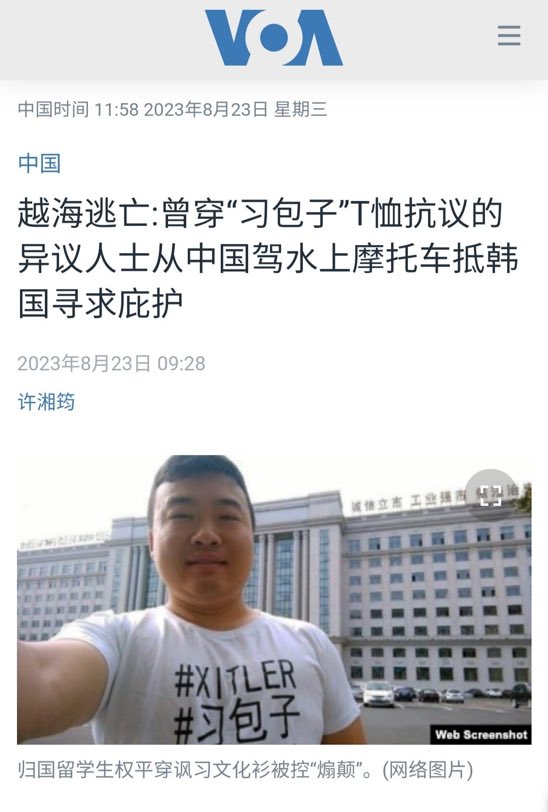 VOA
中国时间 11:58 2023年8月23日 星期三
中国
越海逃亡:曾穿“习包子”T恤抗议的
异议人士从中国驾水上摩托车抵韩
国寻求庇护
2023年8月23日 09:28
许湘筠
诚信立市 工业强市
#XITLER
#习包子
Web Screenshot
归国留学生权平穿讽习文化衫被控“煽颠”。(网络图片)